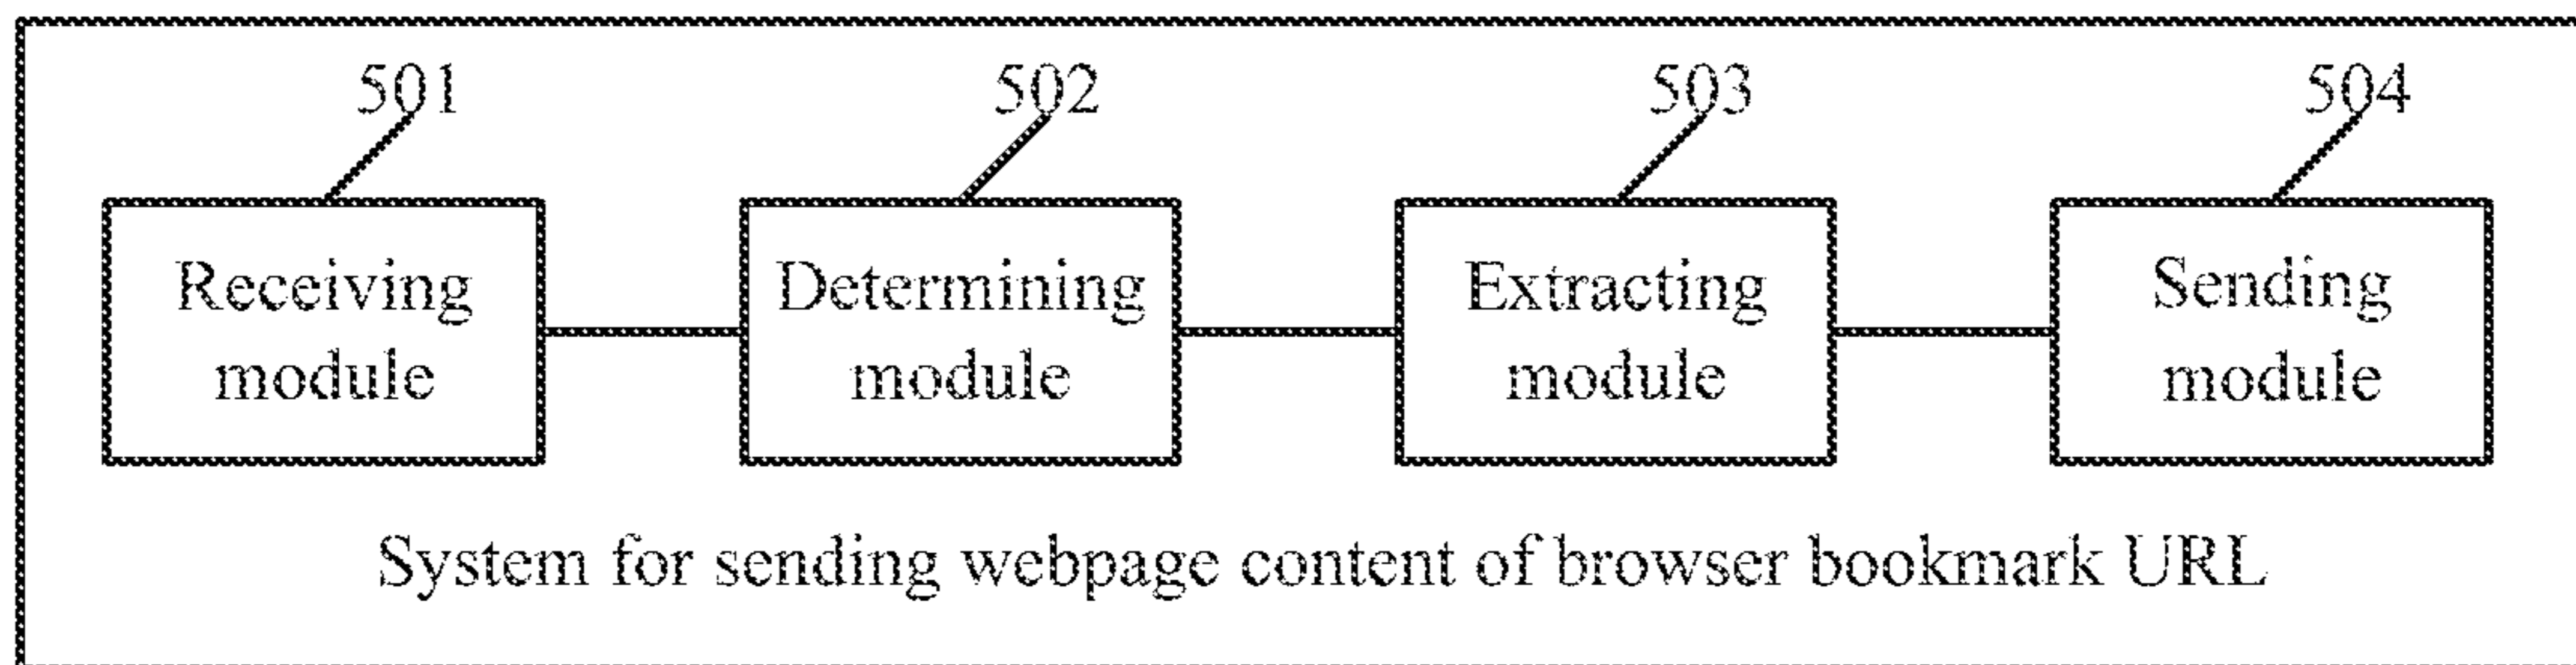 501
502
503
504
Receiving
module
Determining
module
Extracting
module
Sending
module
System for sending webpage content of browser bookmark URL